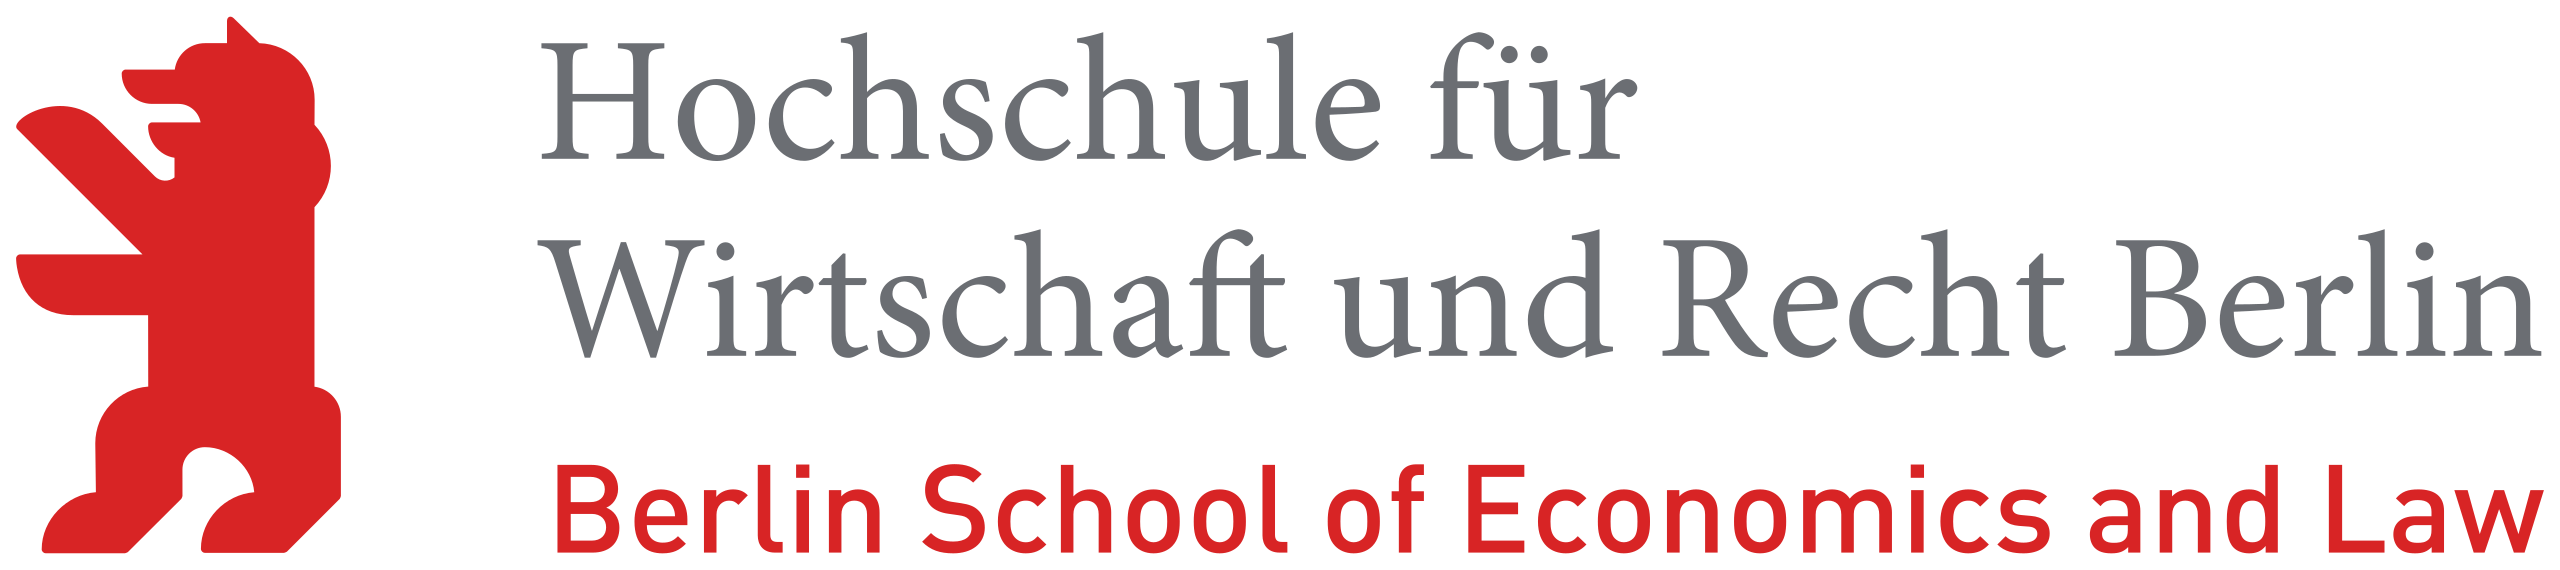 Hochschule für
Wirtschaft und Recht Berlin
Berlin School of Economics and Law